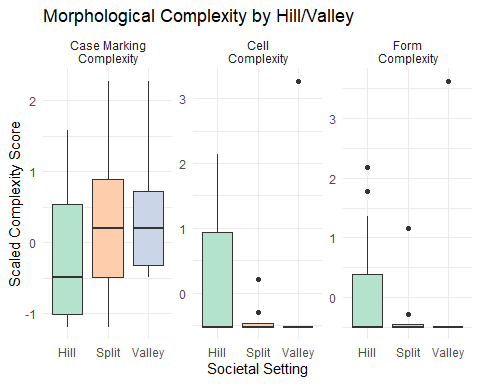 Morphological Complexity by Hill/Valley
Case Marking
Complexity
Cell
Complexity
Form
Complexity
Scaled Complexity Score
2
1
0
-1
3
2
1
0
3
2
1
0
Hill Split Valley
Hill Split Valley
Hill Split Valley
Societal Setting